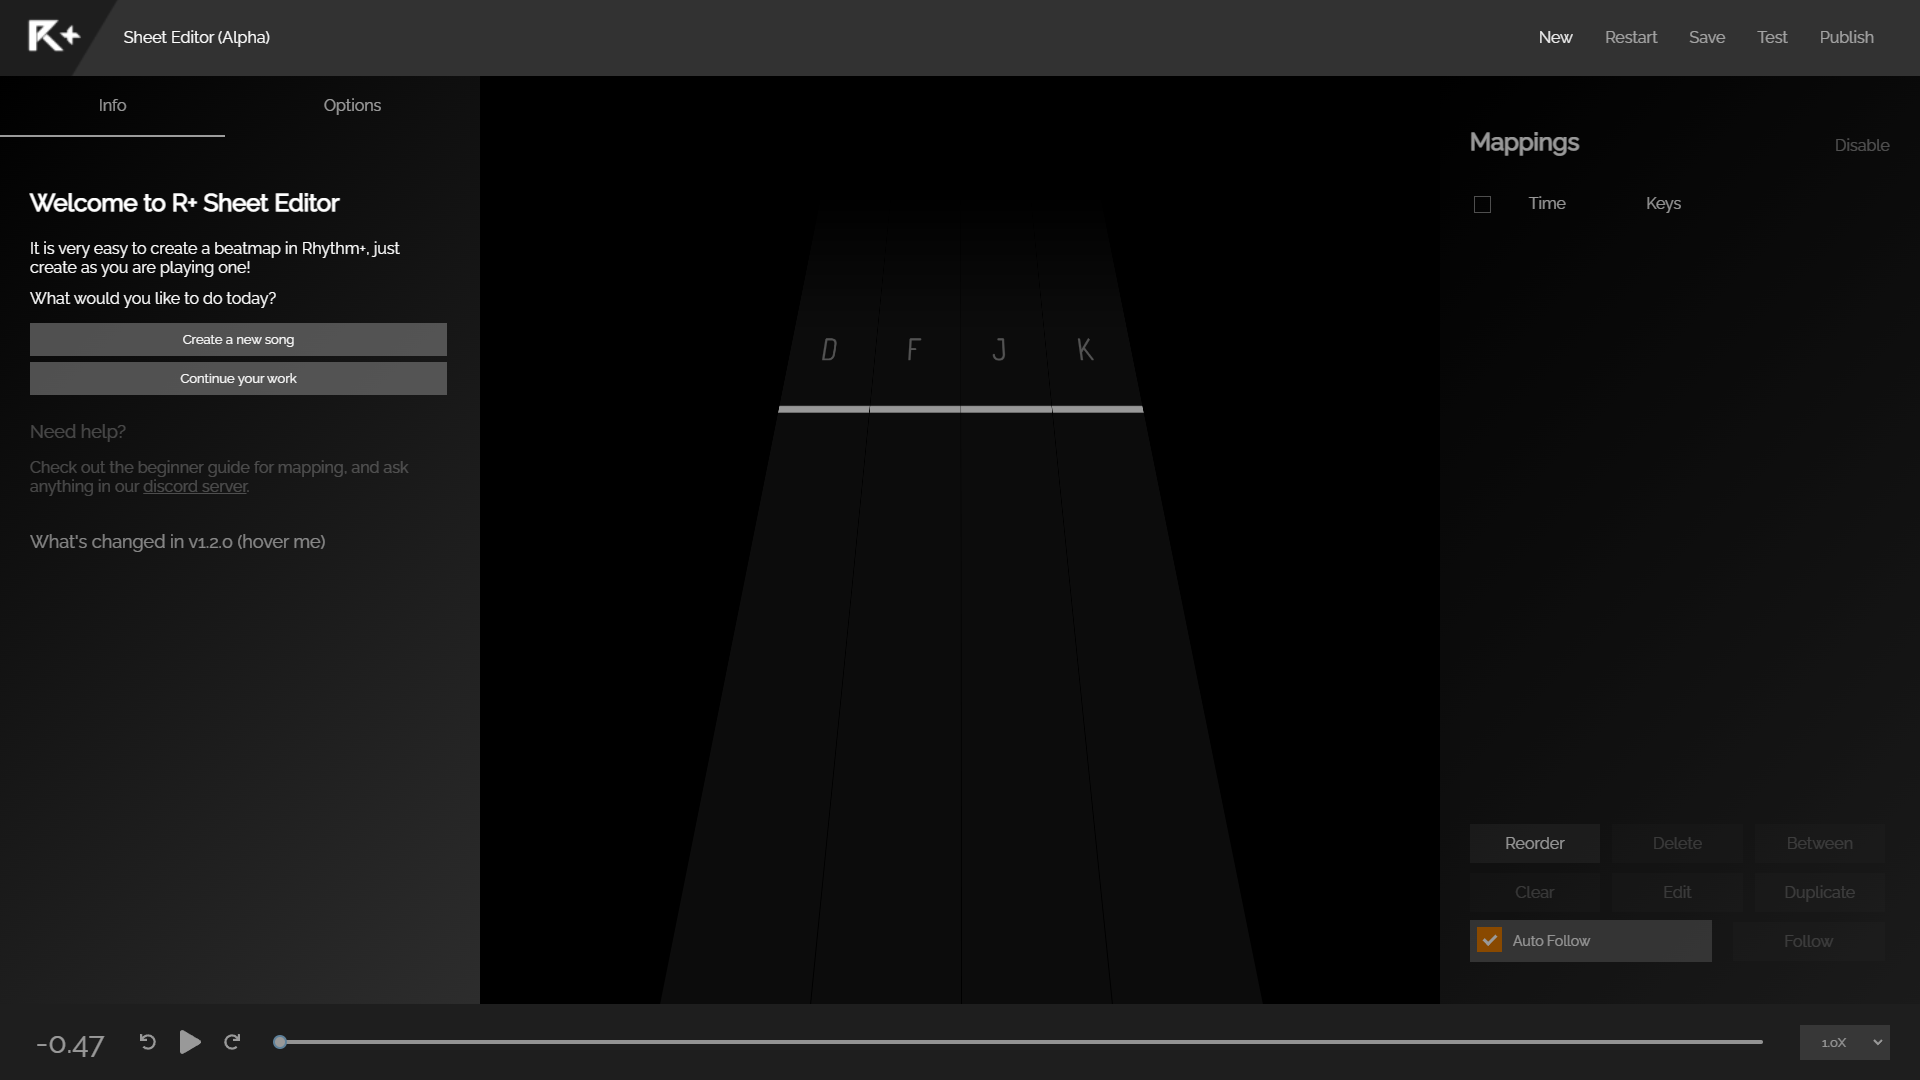 R+
Sheet Editor (Alpha)
New
Restart
Save
Test
Publish
Info
Options
Welcome to R+ Sheet Editor
It is very easy to create a beatmap in Rhythm+, just
create as you are playing one!
What would you like to do today?
Create a new song
Continue your work
Need help?
Check out the beginner guide for mapping, and ask
anything in our discord server.
What's changed in v1.2.0 (hover me)
D
F
J
K
Mappings
Disable
Time
Keys
Reorder
Delete
Between
Clear
Edit
Duplicate
Auto Follow
Follow
-0.47
1.0X